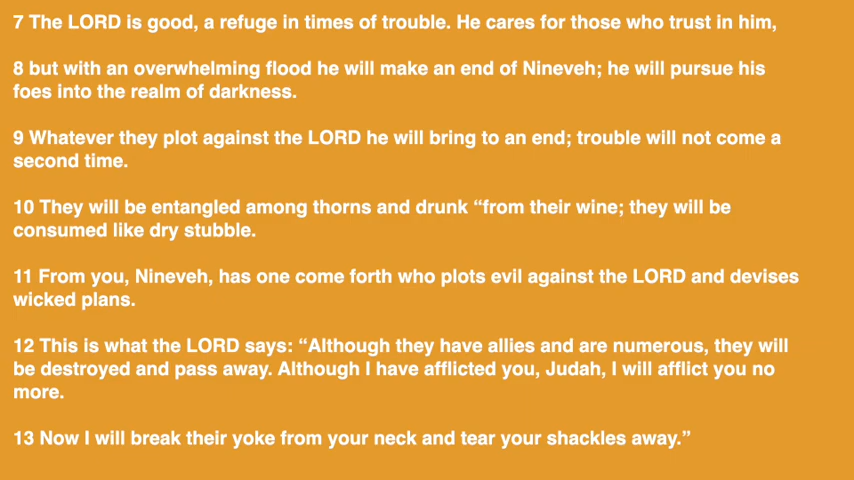 7 The LORD is good, a refuge in times of trouble. He cares for those who trust in him,
8 but with an overwhelming flood he will make an end of Nineveh; he will pursue his
foes into the realm of darkness.
9 Whatever they plot against the LORD he will bring to an end; trouble will not come a
second time.
10 They will be entangled among thorns and drunk “from their wine; they will be
consumed like dry stubble.
11 From you, Nineveh, has one come forth who plots evil against the LORD and devises
wicked plans.
12 This is what the LORD says: “Although they have allies and are numerous, they will
be destroyed and pass away. Although I have afflicted you, Judah, I will afflict you no
more.
13 Now I will break their yoke from your neck and tear your shackles away.”